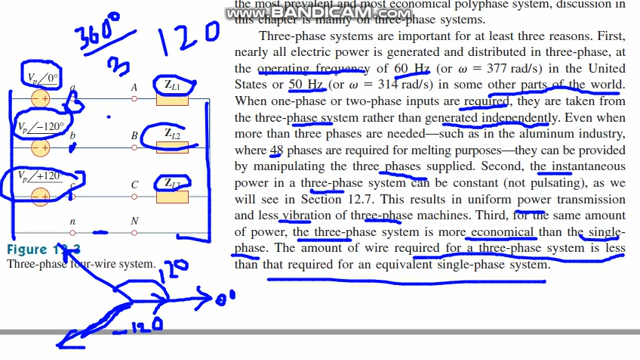 WWW.BANDICAM.COM
the most prevalent and most economical polyphase system, discussion in
this chapter is mainly on three-phase systems.
Three-phase systems are important for at least three reasons. First,
nearly all electric power is generated and distributed in three-phase, at
the operating frequency of 60 Hz (or ω = 377 rad/s) in the United
States or 50 Hz (or ω = 314 rad/s) in some other parts of the world.
When one-phase or two-phase inputs are required, they are taken from
the three-phase system rather than generated independently. Even when
more than three phases are needed—such as in the aluminum industry,
where 48 phases are required for melting purposes—they can be provided
by manipulating the three phases supplied. Second, the instantaneous
power in a three-phase system can be constant (not pulsating), as we
will see in Section 12.7. This results in uniform power transmission
and less vibration of three-phase machines. Third, for the same amount
of power, the three-phase system is more economical than the single-
phase. The amount of wire required for a three-phase system is less
than that required for an equivalent single-phase system.
360°
3
120
Vp/0°
a
A
ZL1
Vp/−120°
b
B
ZL2
Vp/+120°
c
C
n
N
Three-phase four-wire system.
120
0°
-120